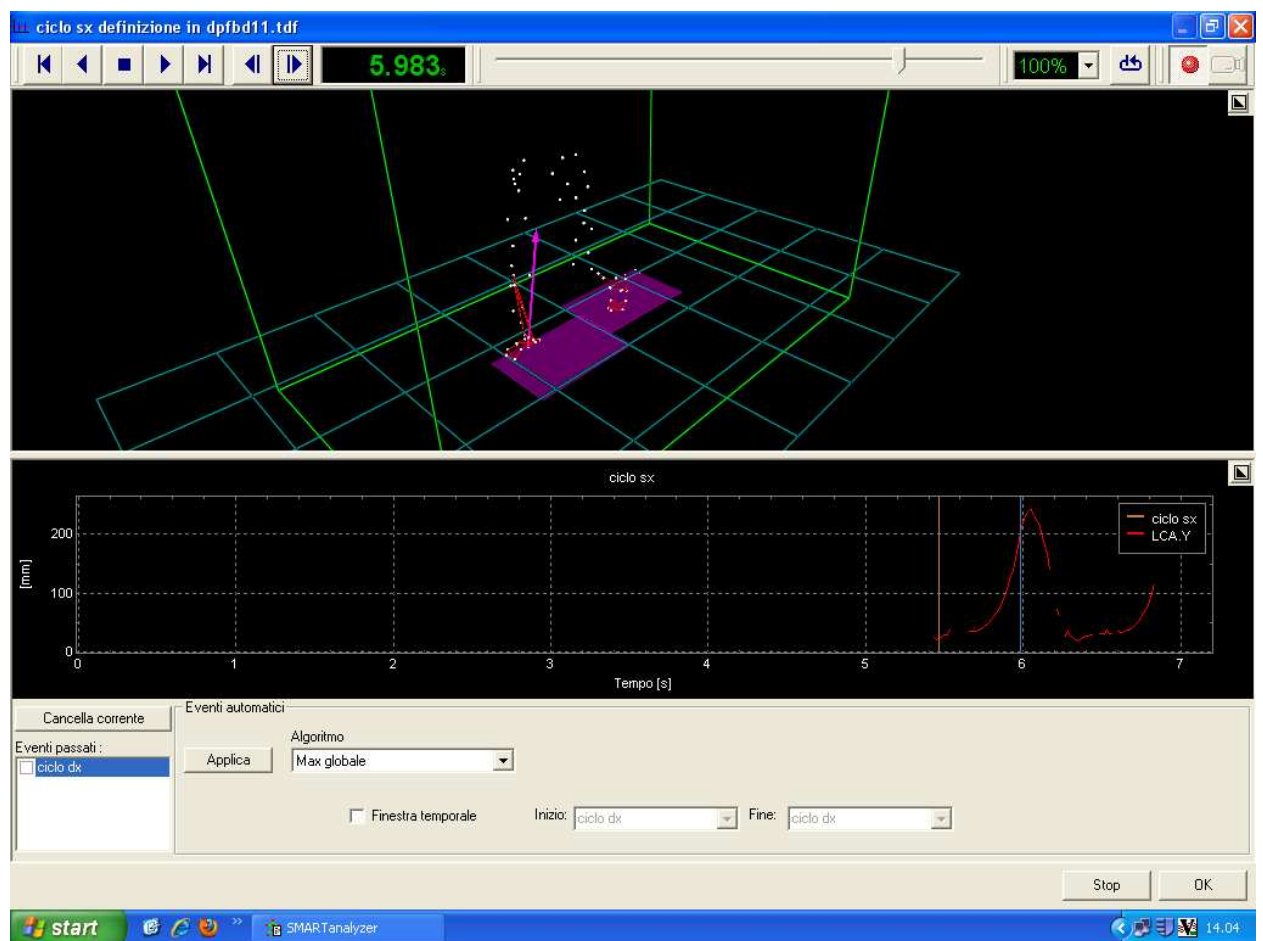 ciclo sx definizione in dpfbd11.tdf
5.983s
100%
ciclo sx
ciclo sx
LCA.Y
[mm]
200
100
0
0 1 2 3 4 5 6 7
Tempo [s]
Cancella corrente
Eventi passati :
ciclo dx
Eventi automatici
Algoritmo
Applica
Max globale
Finestra temporale
Inizio: ciclo dx
Fine: ciclo dx
Stop
OK
start
»
SMARTanalyzer
14.04